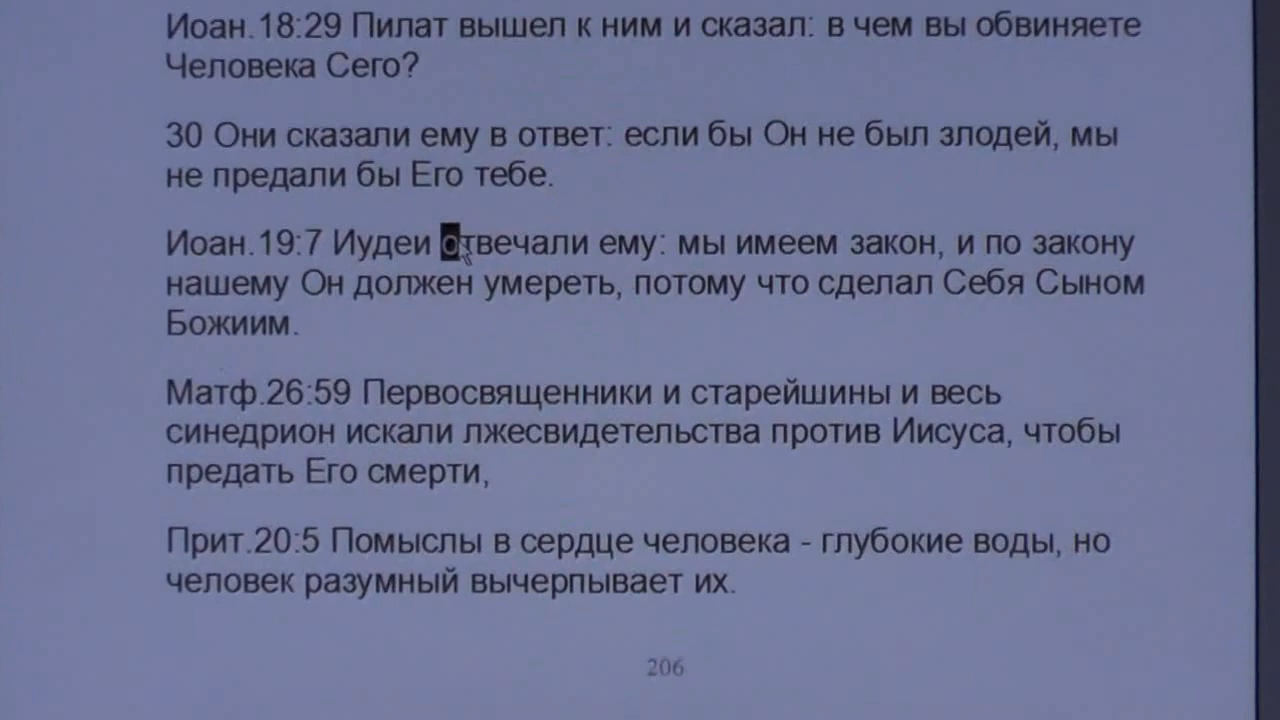 Иоан.18:29 Пилат вышел к ним и сказал: в чем вы обвиняете
Человека Сего?
30 Они сказали ему в ответ: если бы Он не был злодей, мы
не предали бы Его тебе.
Иоан.19:7 Иудеи отвечали ему: мы имеем закон, и по закону
нашему Он должен умереть, потому что сделал Себя Сыном
Божиим.
Матф.26:59 Первосвященники и старейшины и весь
синедрион искали лжесвидетельства против Иисуса, чтобы
предать Его смерти,
Прит.20:5 Помыслы в сердце человека - глубокие воды, но
человек разумный вычерпывает их.
206